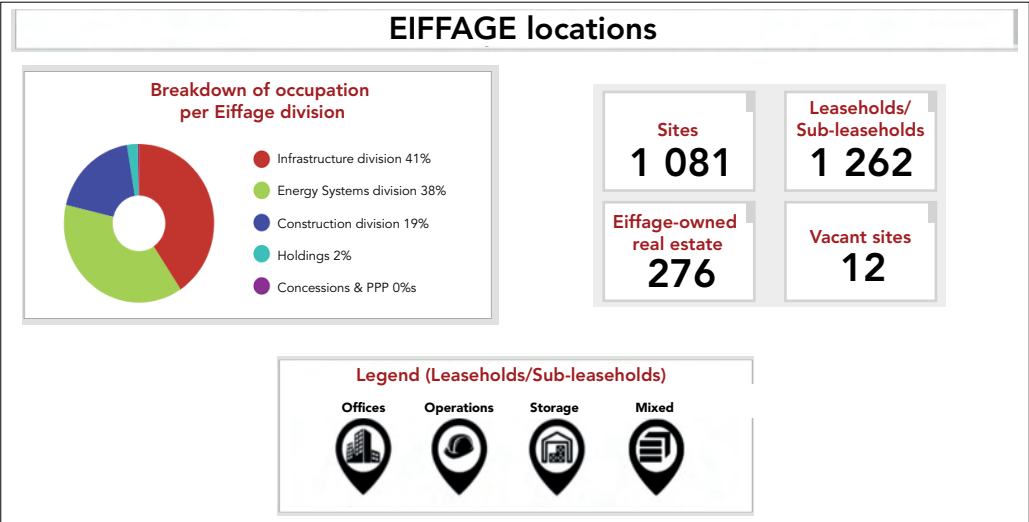 EIFFAGE locations
Breakdown of occupation
per Eiffage division
Infrastructure division 41%
Energy Systems division 38%
Construction division 19%
Holdings 2%
Concessions & PPP 0%s
Sites
1 081
Leaseholds/
Sub-leaseholds
1 262
Eiffage-owned
real estate
276
Vacant sites
12
Legend (Leaseholds/Sub-leaseholds)
Offices Operations Storage Mixed